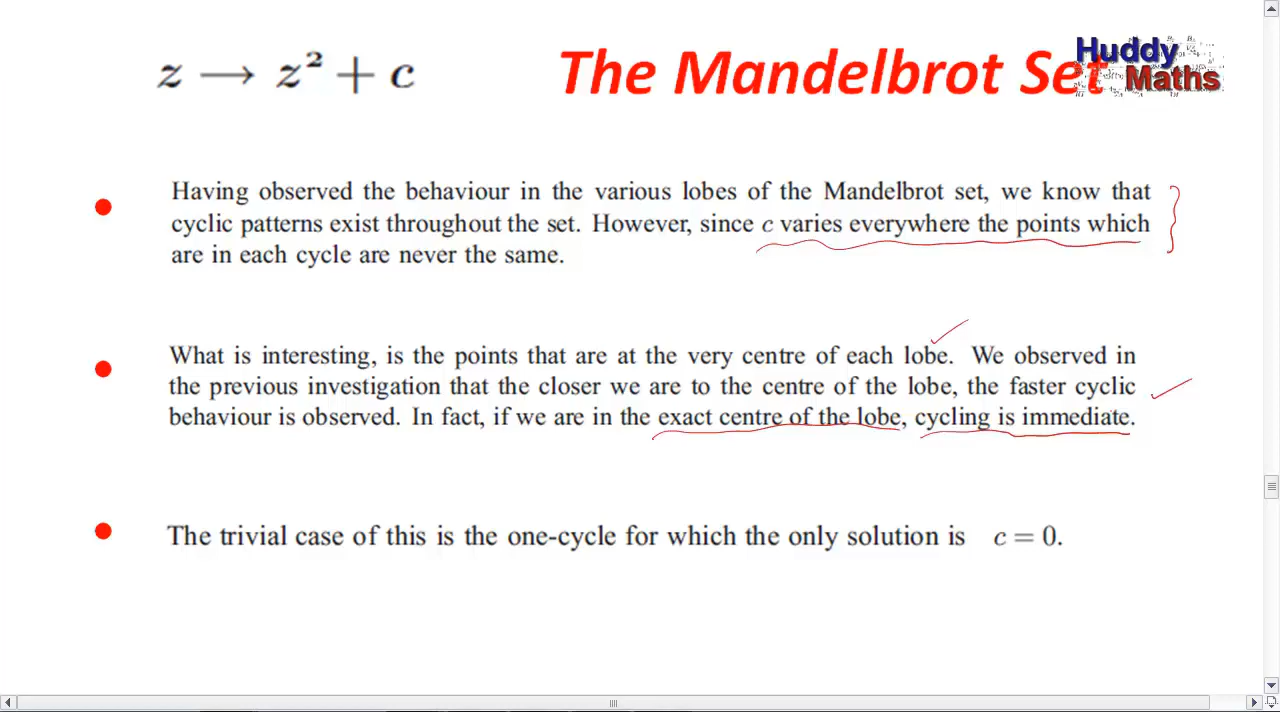 z → z² + c
The Mandelbrot Set
Huddy
Maths
Having observed the behaviour in the various lobes of the Mandelbrot set, we know that
cyclic patterns exist throughout the set. However, since c varies everywhere the points which
are in each cycle are never the same.
What is interesting, is the points that are at the very centre of each lobe. We observed in
the previous investigation that the closer we are to the centre of the lobe, the faster cyclic
behaviour is observed. In fact, if we are in the exact centre of the lobe, cycling is immediate.
The trivial case of this is the one-cycle for which the only solution is c = 0.